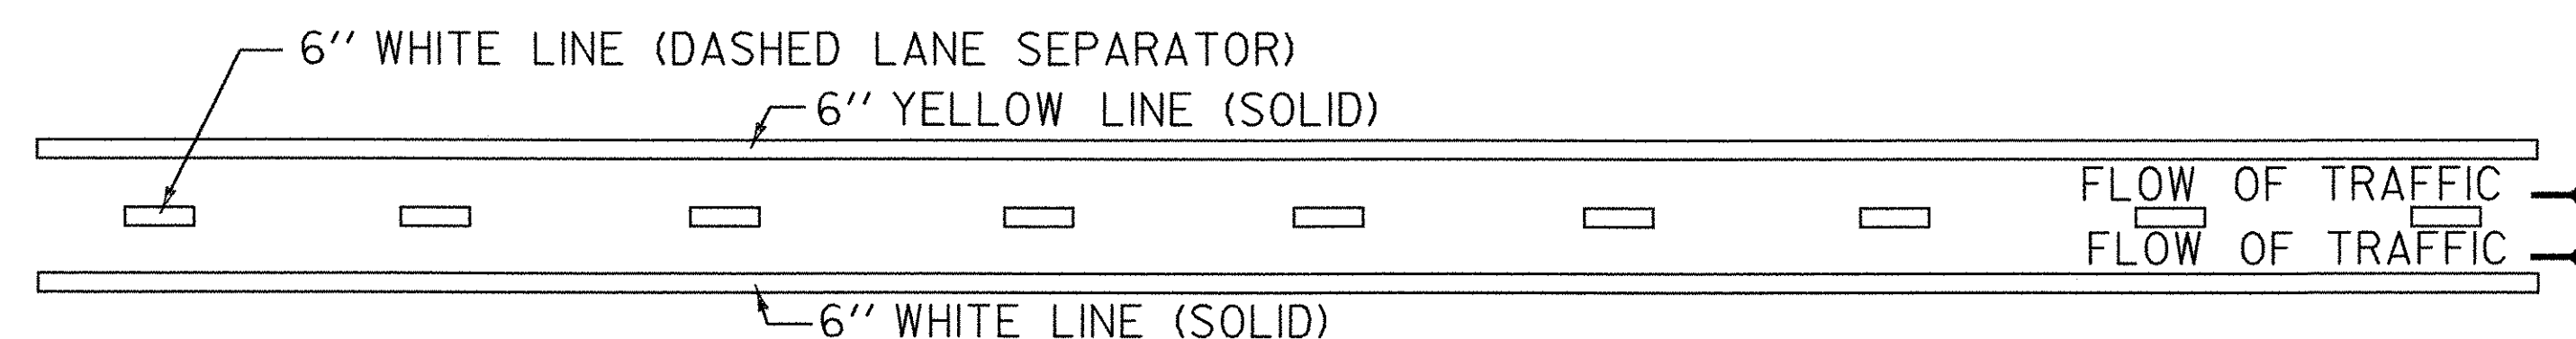 6" WHITE LINE (DASHED LANE SEPARATOR)
6" YELLOW LINE (SOLID)
FLOW OF TRAFFIC
FLOW OF TRAFFIC
6" WHITE LINE (SOLID)